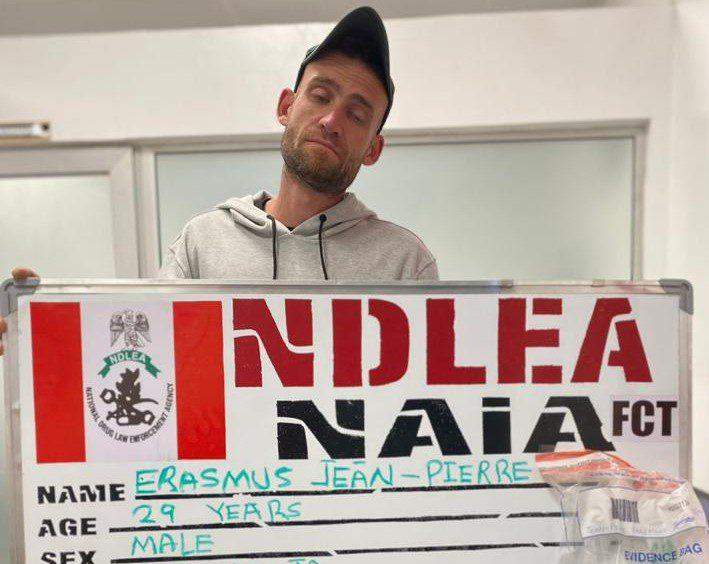 NDLEA
NATIONAL DRUG LAW ENFORCEMENT AGENCY
NDLEA
NAiA FCT
NAME ERASMUS JEAN-PIERRE
AGE 29 YEARS
SEX MALE
EVIDENCE BAG